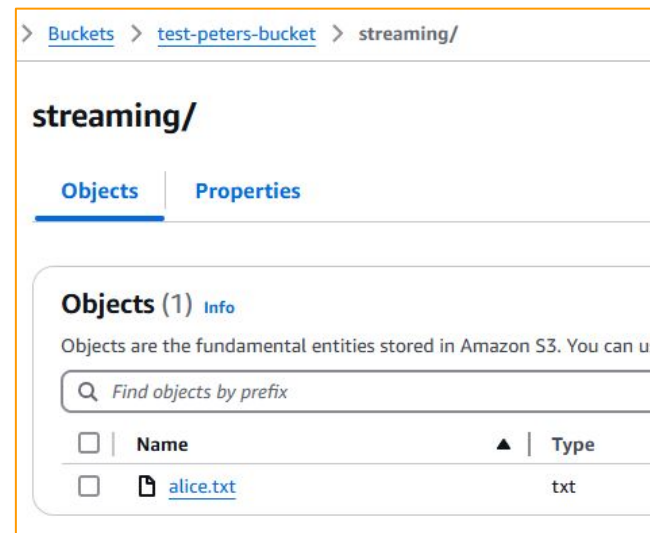 > Buckets > test-peters-bucket > streaming/
streaming/
Objects Properties
Objects (1) Info
Objects are the fundamental entities stored in Amazon S3. You can u
Find objects by prefix
Name ▲ Type
alice.txt txt